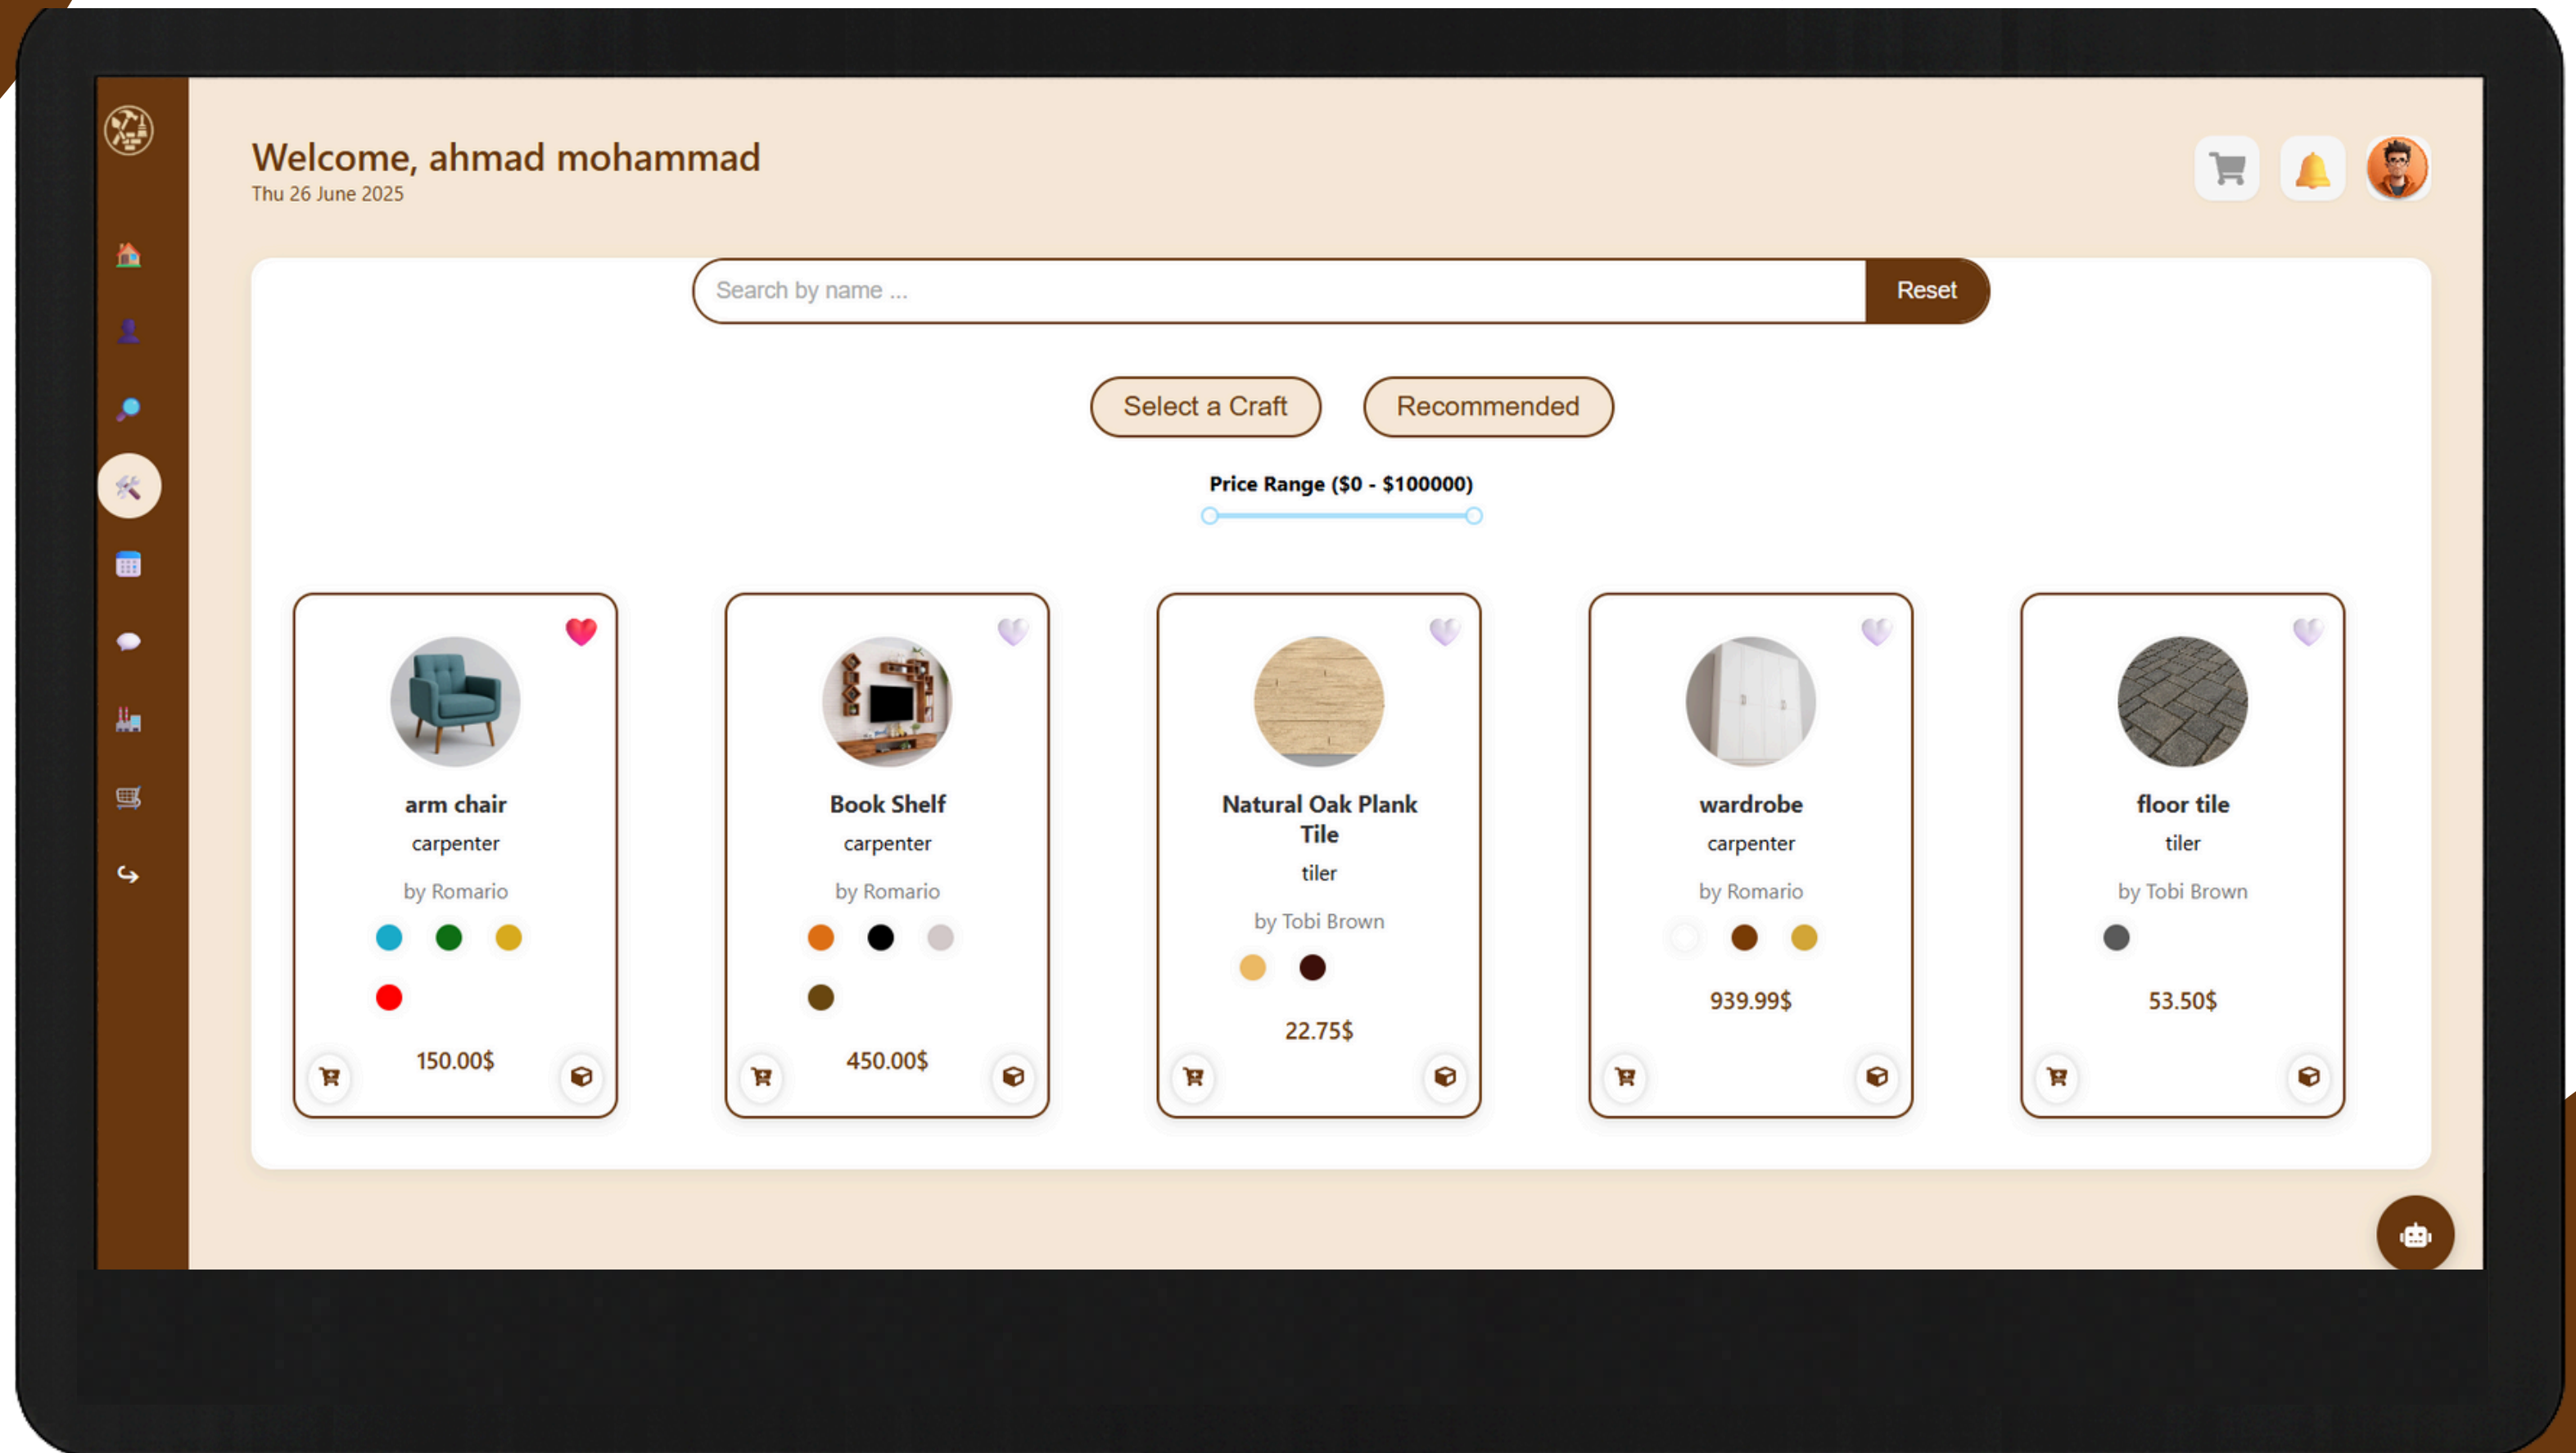 Welcome, ahmad mohammad
Thu 26 June 2025
Search by name ...
Reset
Select a Craft
Recommended
Price Range ($0 - $100000)
arm chair
carpenter
by Romario
150.00$
Book Shelf
carpenter
by Romario
450.00$
Natural Oak Plank
Tile
tiler
by Tobi Brown
22.75$
wardrobe
carpenter
by Romario
939.99$
floor tile
tiler
by Tobi Brown
53.50$